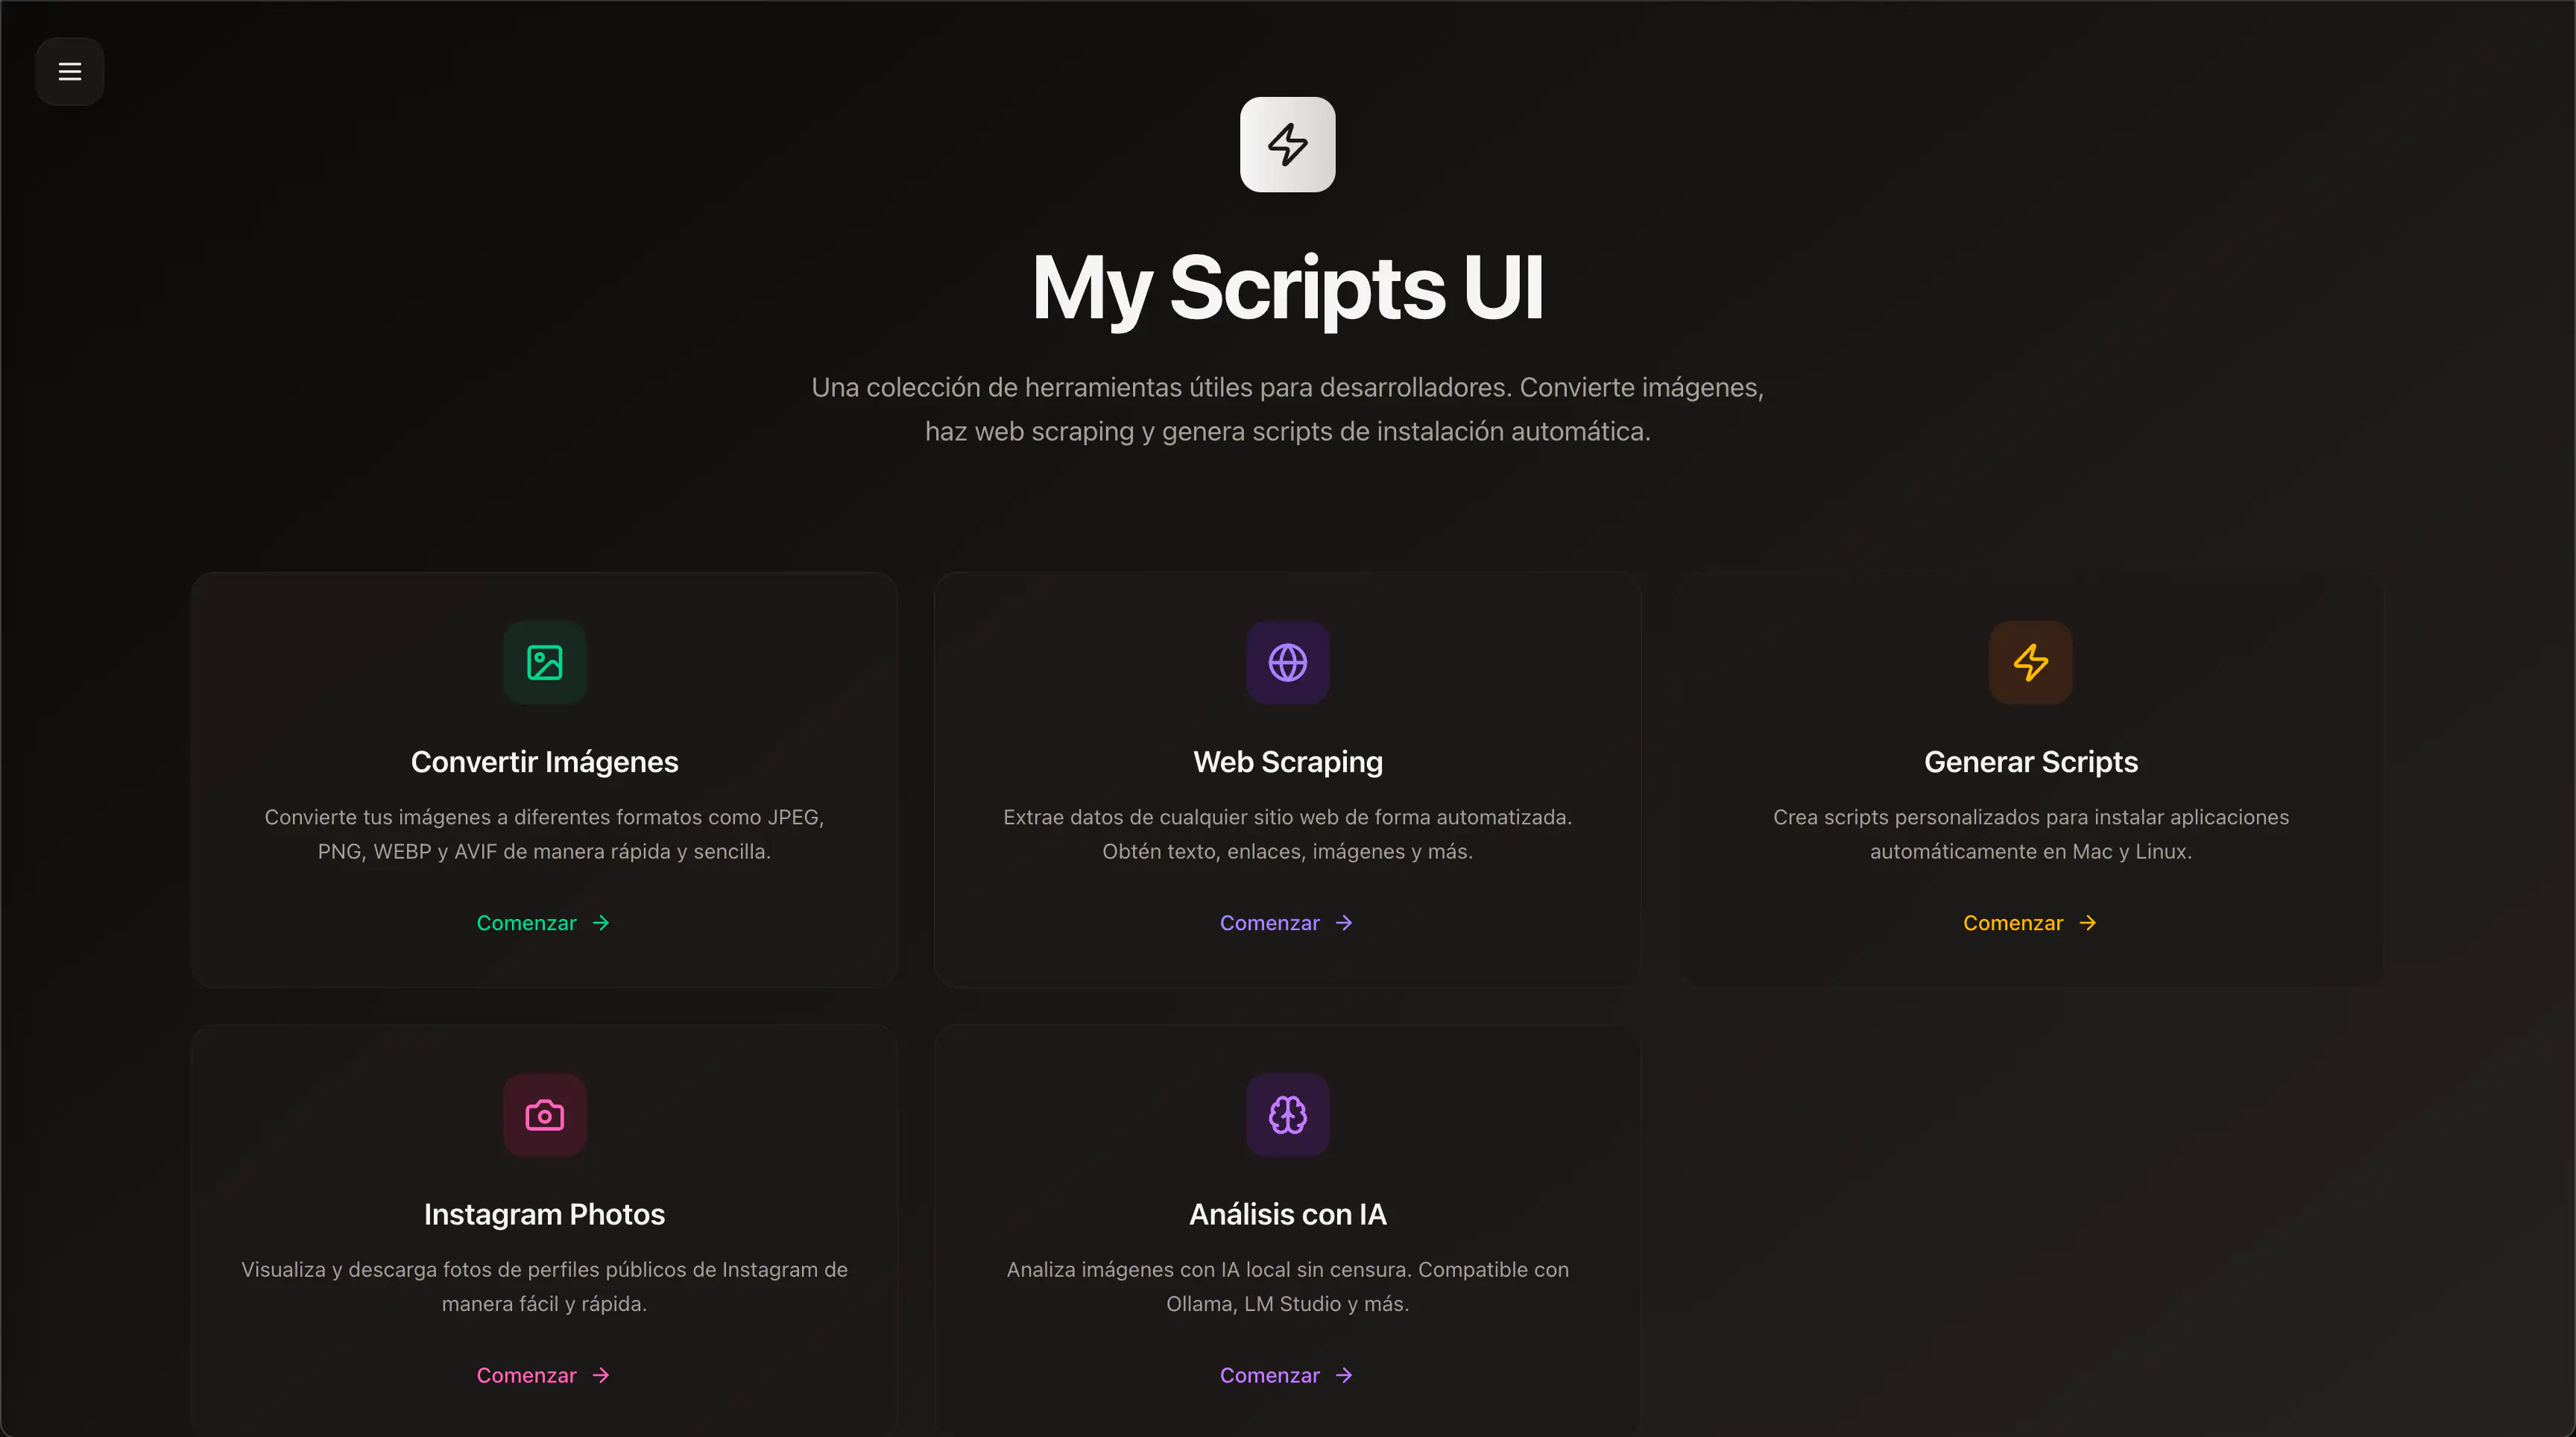 My Scripts UI
Una colección de herramientas útiles para desarrolladores. Convierte imágenes,
haz web scraping y genera scripts de instalación automática.
Convertir Imágenes
Convierte tus imágenes a diferentes formatos como JPEG,
PNG, WEBP y AVIF de manera rápida y sencilla.
Comenzar
Web Scraping
Extrae datos de cualquier sitio web de forma automatizada.
Obtén texto, enlaces, imágenes y más.
Comenzar
Generar Scripts
Crea scripts personalizados para instalar aplicaciones
automáticamente en Mac y Linux.
Comenzar
Instagram Photos
Visualiza y descarga fotos de perfiles públicos de Instagram de
manera fácil y rápida.
Comenzar
Análisis con IA
Analiza imágenes con IA local sin censura. Compatible con
Ollama, LM Studio y más.
Comenzar